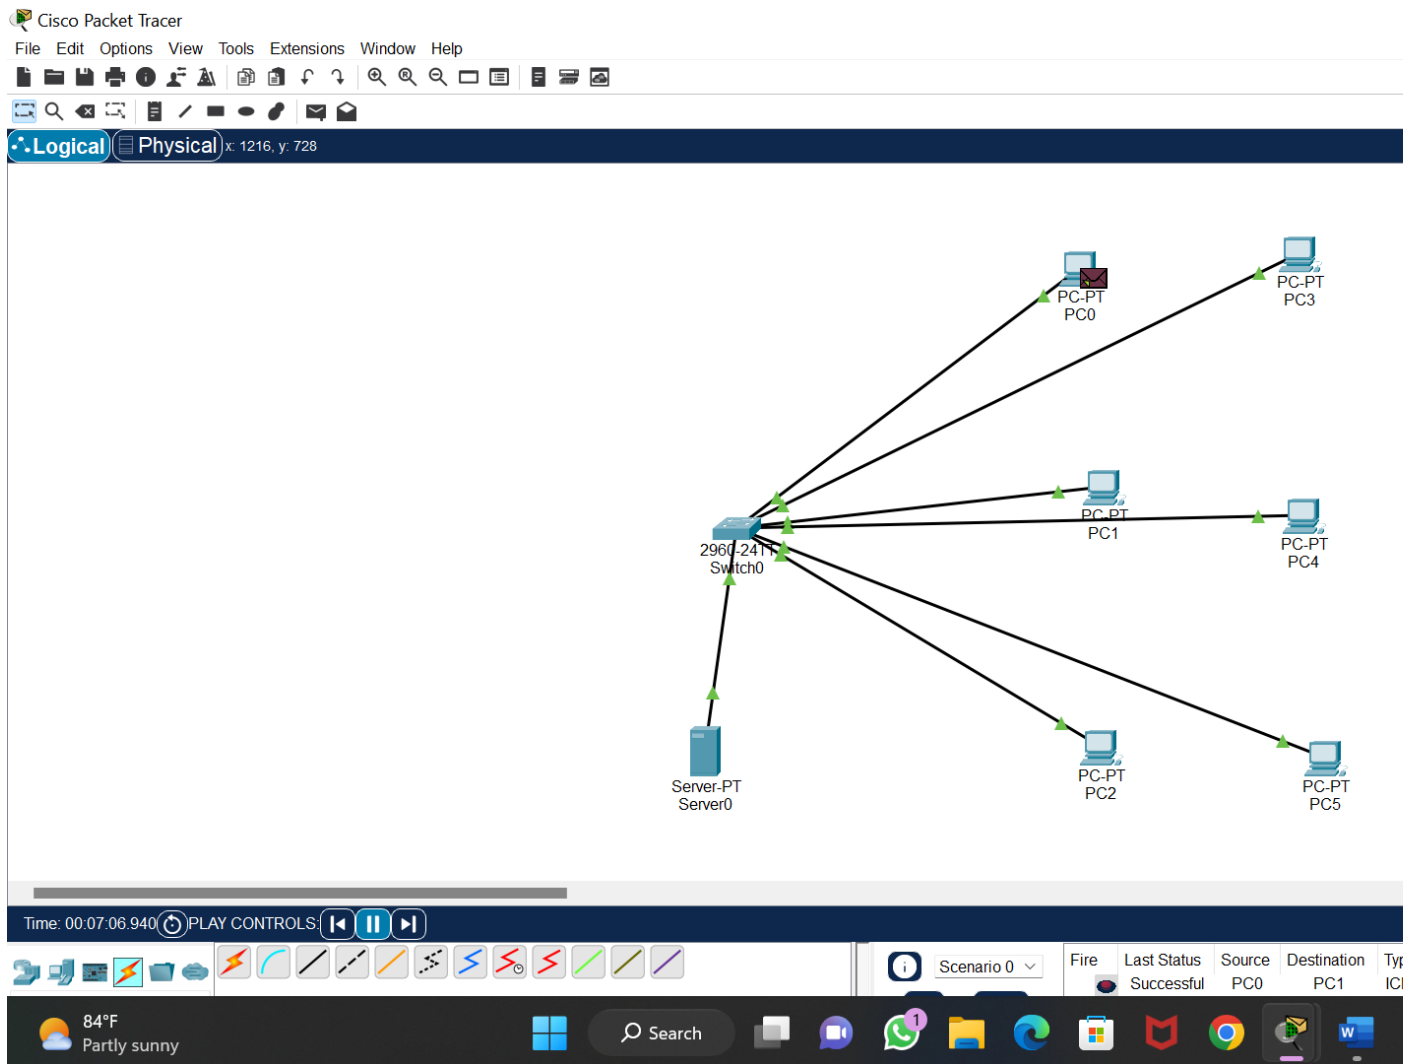 Cisco Packet Tracer
File Edit Options View Tools Extensions Window Help
Logical Physical x: 1216, y: 728
PC-PT
PC0
PC-PT
PC3
PC-PT
PC1
PC-PT
PC4
2960-24TT
Switch0
PC-PT
PC2
PC-PT
PC5
Server-PT
Server0
Time: 00:07:06.940 PLAY CONTROLS:
Scenario 0
Fire Last Status Source Destination Typ
Successful PC0 PC1 ICI
84°F
Partly sunny
Search
1
W